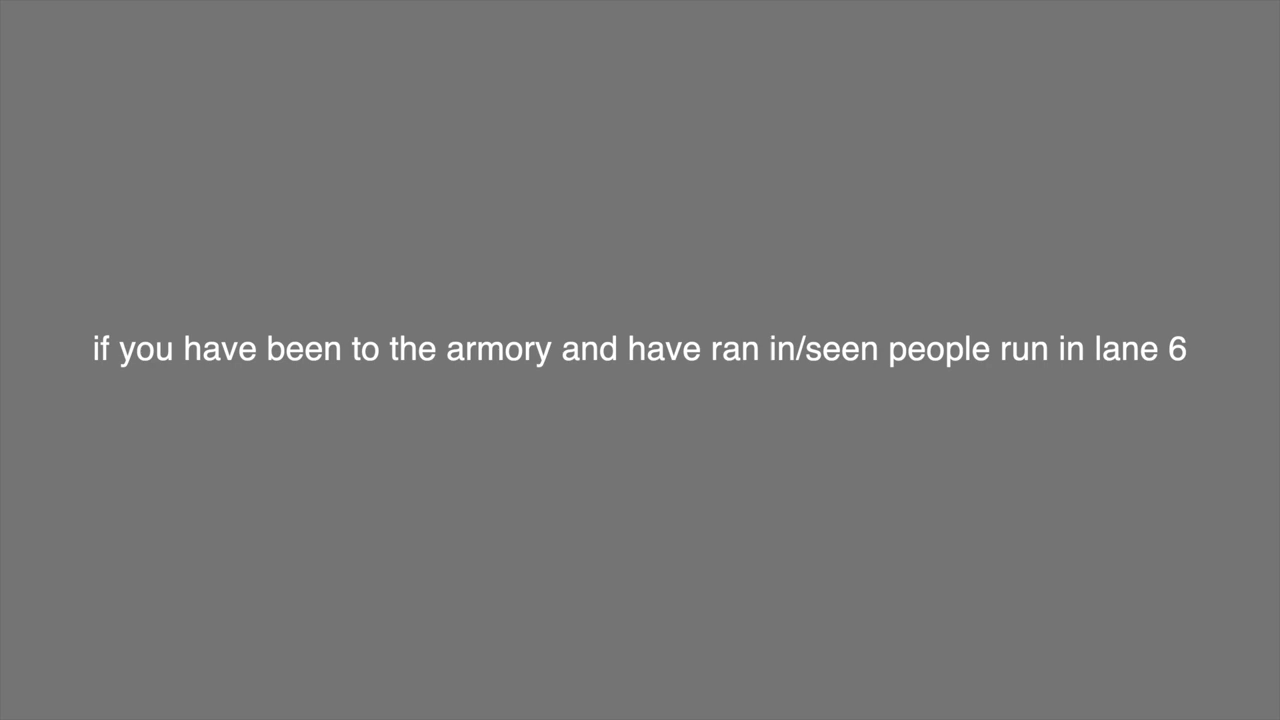 if you have been to the armory and have ran in/seen people run in lane 6